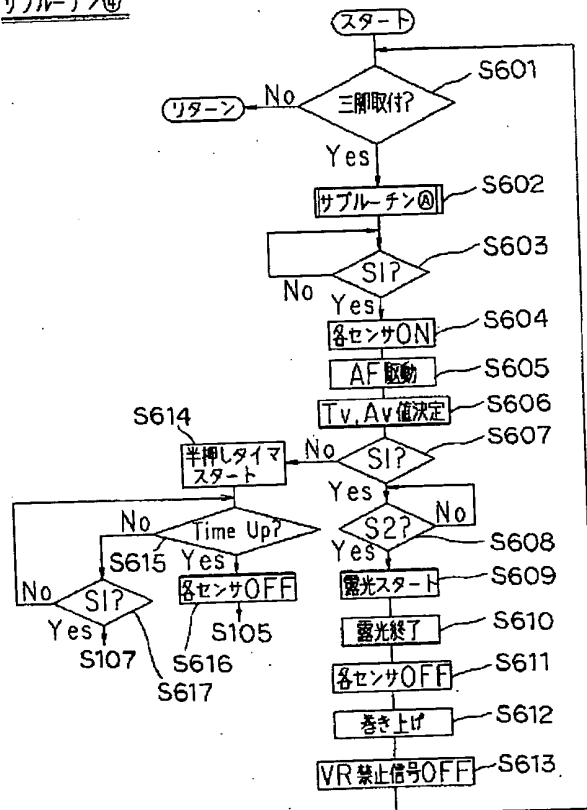 サブルーチン④
スタート
S601
三脚取付?
No
リターン
Yes
S602
サブルーチンⒶ
S603
S1?
No
Yes
S604
各センサON
S605
AF駆動
S606
Tv,Av値決定
S607
S1?
No
S614
半押しタイマ
スタート
Yes
S2?
No
S608
Time Up?
No
S615
Yes
Yes
S609
露光スタート
S1?
No
各センサOFF
S610
露光終了
Yes
S105
S107
S616
S617
S611
各センサOFF
S612
巻き上げ
S613
VR禁止信号OFF